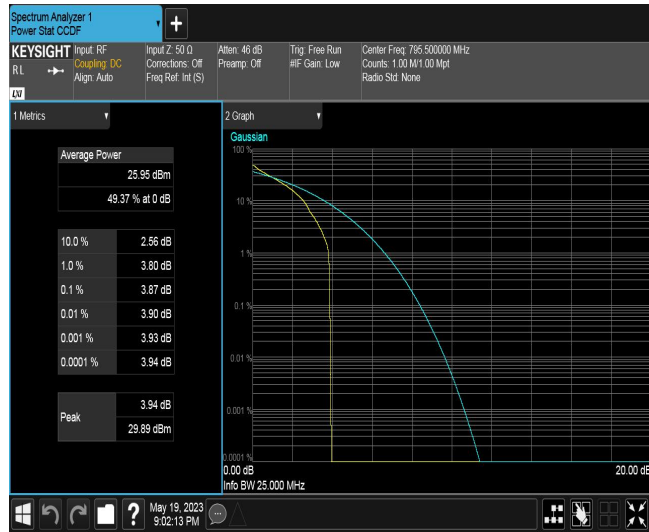 Spectrum Analyzer 1
Power Stat CCDF
KEYSIGHT
RL
LXI
Input: RF
Coupling: DC
Align: Auto
Input Z: 50 Ω
Corrections: Off
Freq Ref: Int (S)
Atten: 46 dB
Preamp: Off
Trig: Free Run
#IF Gain: Low
Center Freq: 795.500000 MHz
Counts: 1.00 M/1.00 Mpt
Radio Std: None
1 Metrics
Average Power
25.95 dBm
49.37 % at 0 dB
10.0 % 2.56 dB
1.0 % 3.80 dB
0.1 % 3.87 dB
0.01 % 3.90 dB
0.001 % 3.93 dB
0.0001 % 3.94 dB
Peak
3.94 dB
29.89 dBm
2 Graph
Gaussian
100 %
10 %
1 %
0.1 %
0.01 %
0.001 %
0.0001 %
0.00 dB
20.00 dB
Info BW 25.000 MHz
?
May 19, 2023
9:02:13 PM